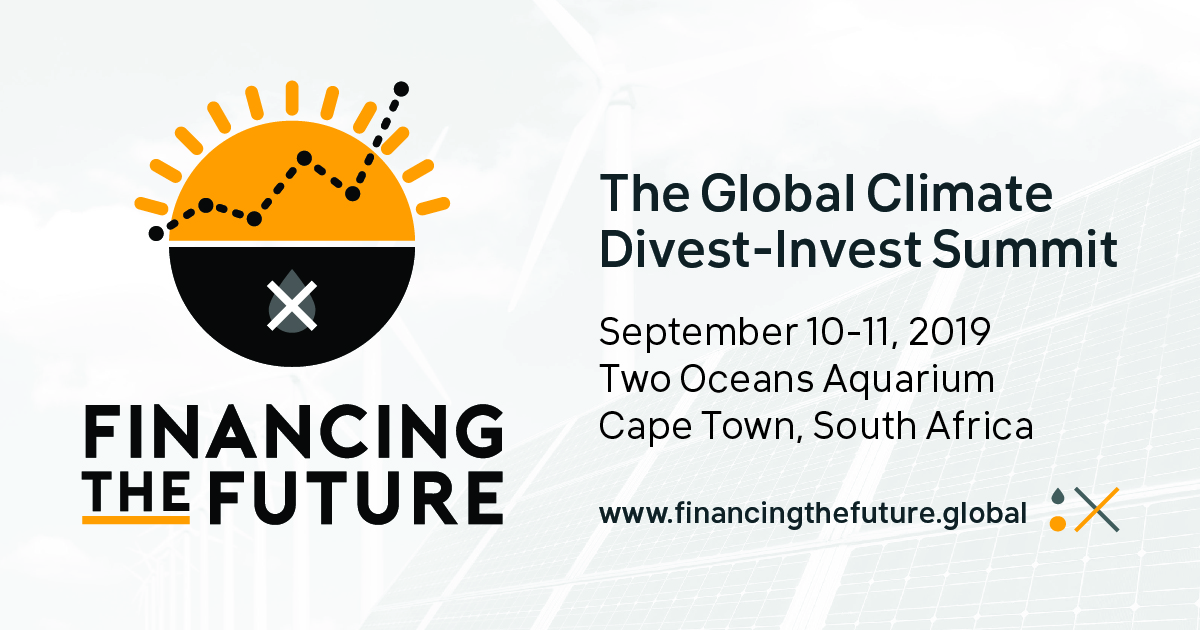 FINANCING
THE FUTURE
The Global Climate
Divest-Invest Summit
September 10-11, 2019
Two Oceans Aquarium
Cape Town, South Africa
www.financingthefuture.global